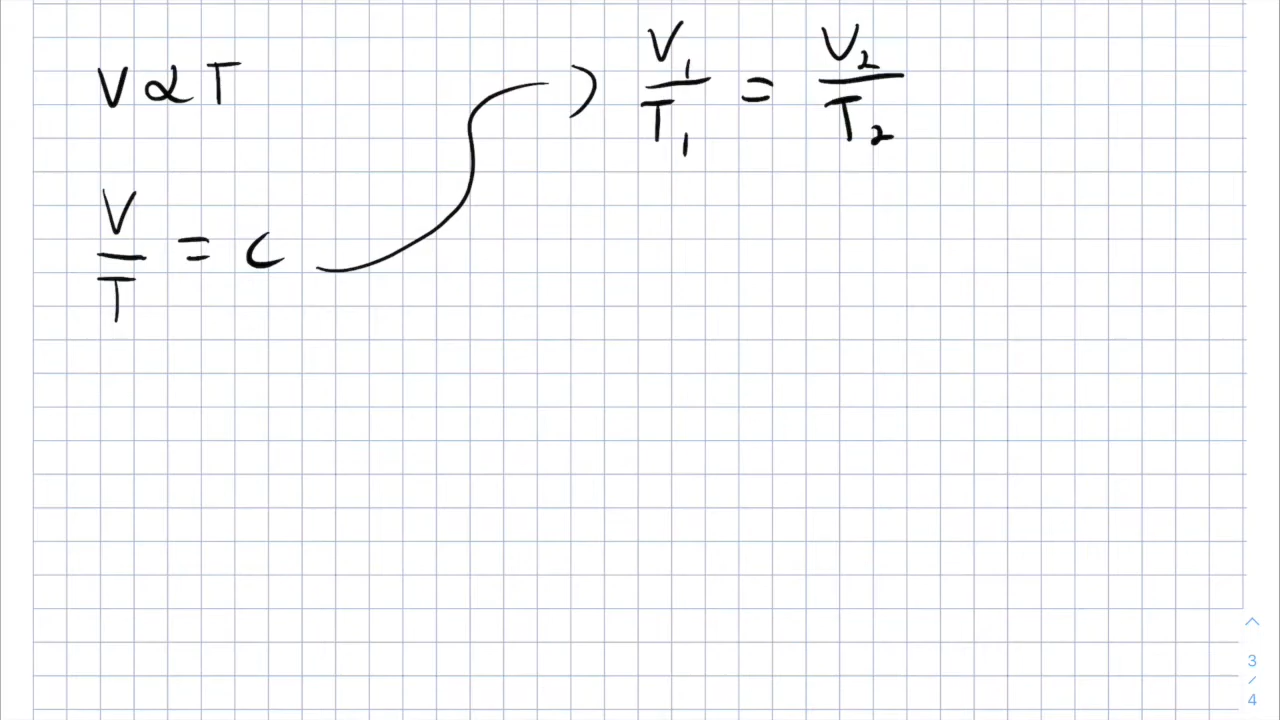 V ∝ T
V/T = C
V₁/T₁ = V₂/T₂
3/4